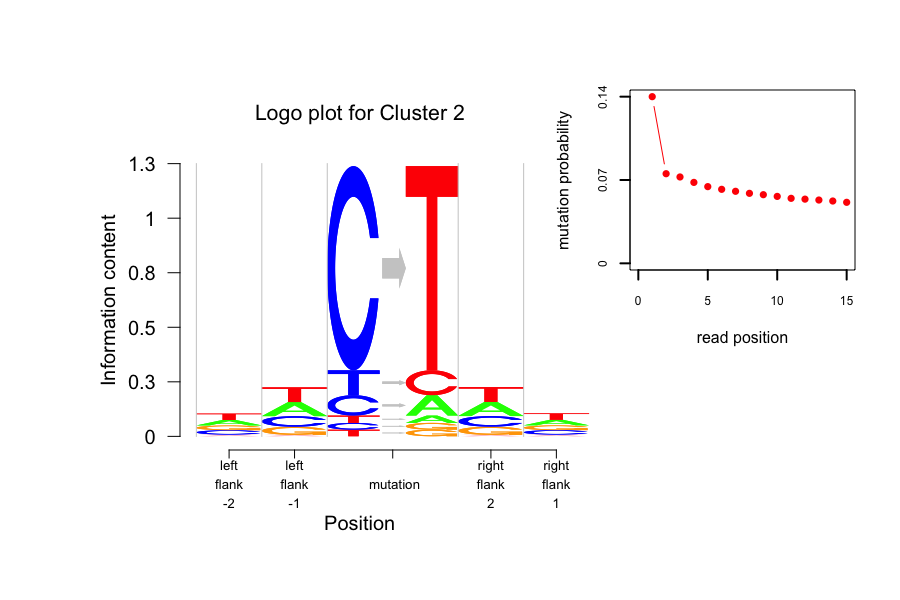 Logo plot for Cluster 2
Information content
1.3
1
0.8
0.5
0.3
0
C T
T C
C A
T A
A C
G
left
flank
-2
left
flank
-1
mutation
right
flank
2
right
flank
1
Position
mutation probability
0.14
0.07
0
0 5 10 15
read position